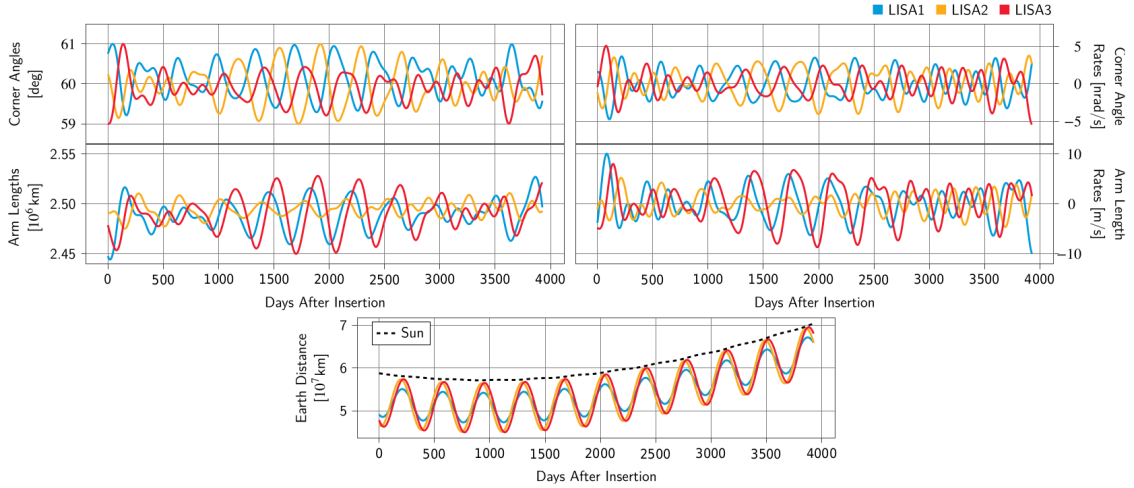 LISA1 LISA2 LISA3
Corner Angles
[deg]
61
60
59
Arm Lengths
[10⁶ km]
2.55
2.50
2.45
0 500 1000 1500 2000 2500 3000 3500 4000
Days After Insertion
Corner Angle
Rates [nrad/s]
5
0
−5
Arm Length
Rates [m/s]
10
0
−10
0 500 1000 1500 2000 2500 3000 3500 4000
Days After Insertion
Earth Distance
[10⁷km]
7
6
5
Sun
0 500 1000 1500 2000 2500 3000 3500 4000
Days After Insertion